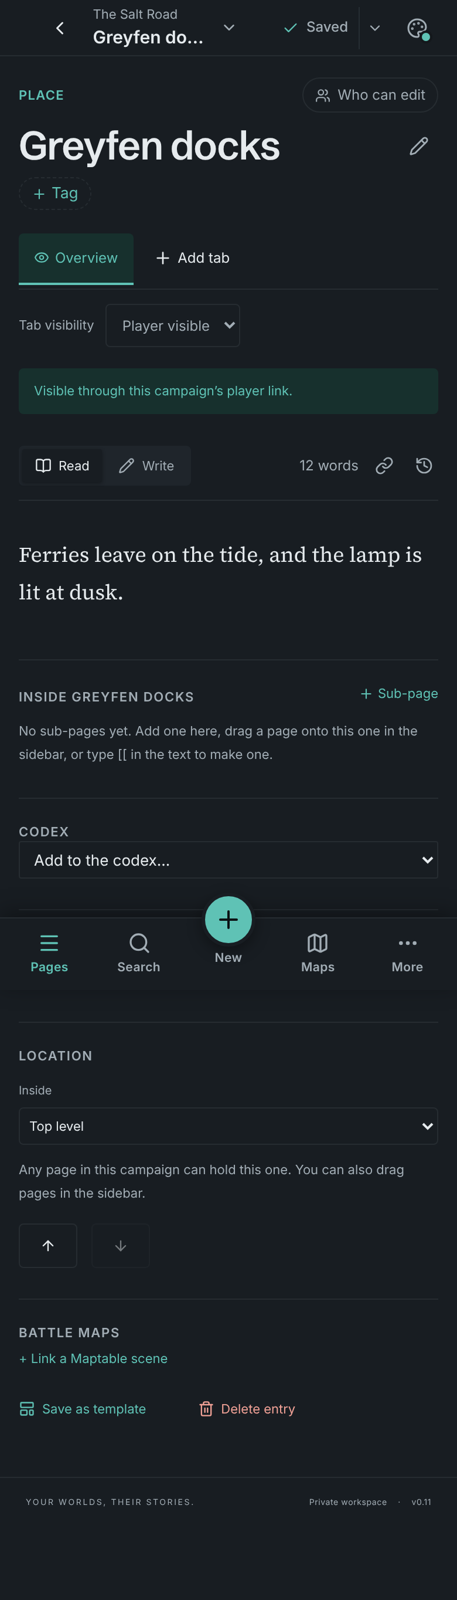 The Salt Road
Greyfen do...
Saved
PLACE
Who can edit
Greyfen docks
+ Tag
Overview
+ Add tab
Tab visibility
Player visible
Visible through this campaign's player link.
Read
Write
12 words
Ferries leave on the tide, and the lamp is
lit at dusk.
INSIDE GREYFEN DOCKS
+ Sub-page
No sub-pages yet. Add one here, drag a page onto this one in the
sidebar, or type [[ in the text to make one.
CODEX
Add to the codex...
Pages
Search
New
Maps
More
LOCATION
Inside
Top level
Any page in this campaign can hold this one. You can also drag
pages in the sidebar.
BATTLE MAPS
+ Link a Maptable scene
Save as template
Delete entry
YOUR WORLDS, THEIR STORIES.
Private workspace · v0.11